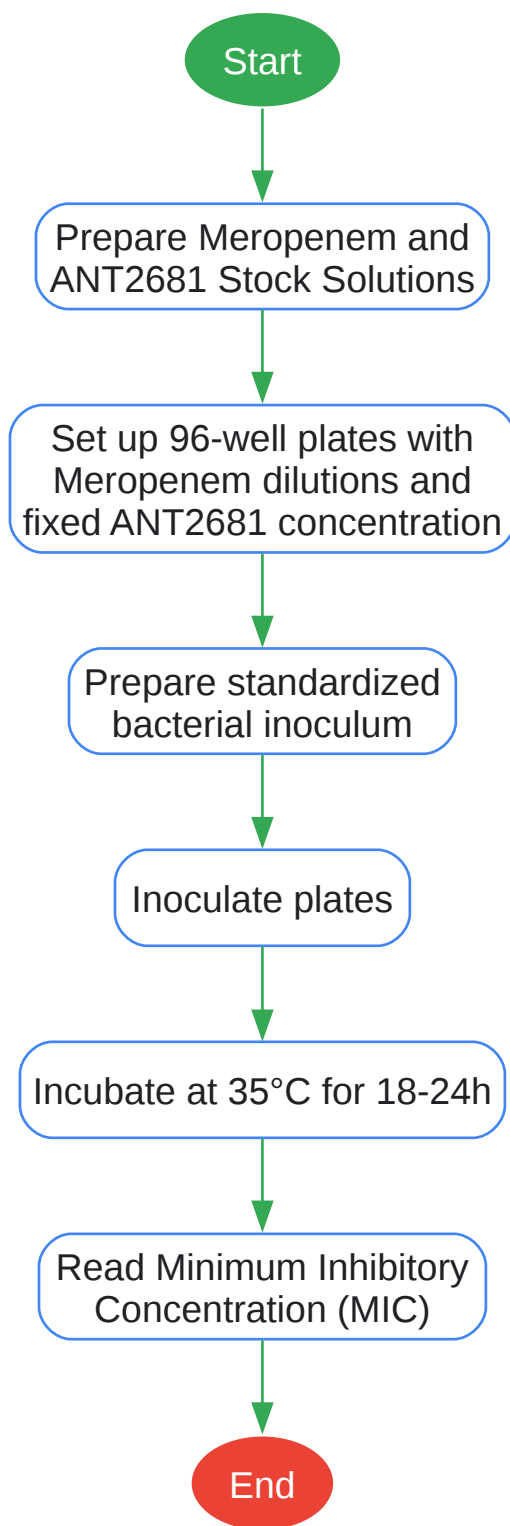 Start
Prepare Meropenem and
ANT2681 Stock Solutions
Set up 96-well plates with
Meropenem dilutions and
fixed ANT2681 concentration
Prepare standardized
bacterial inoculum
Inoculate plates
Incubate at 35°C for 18-24h
Read Minimum Inhibitory
Concentration (MIC)
End